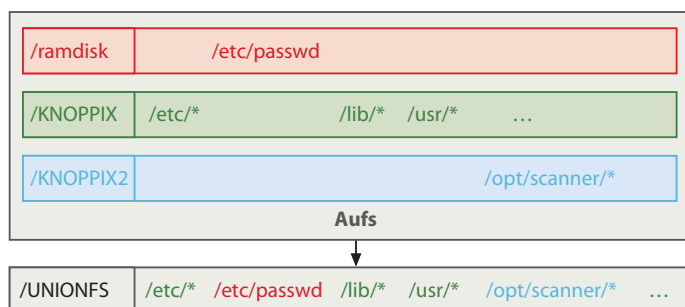 /ramdisk /etc/passwd
/KNOPPIX /etc/* /lib/* /usr/* …
/KNOPPIX2 /opt/scanner/*
Aufs
/UNIONFS /etc/* /etc/passwd /lib/* /usr/* /opt/scanner/* …